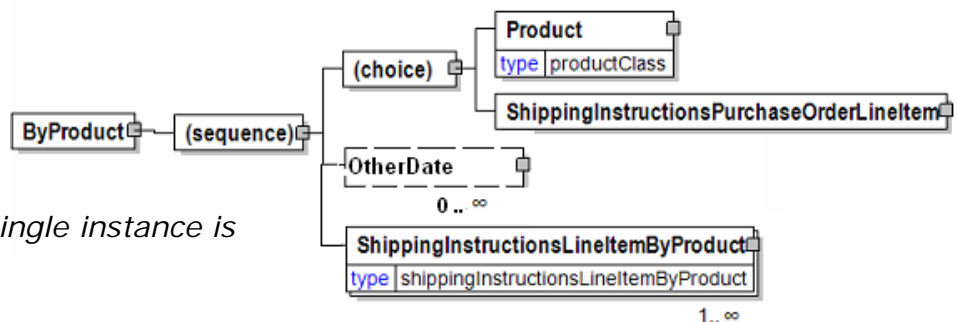 Product
type productClass
(choice)
ShippingInstructionsPurchaseOrderLineItem
ByProduct
(sequence)
OtherDate
0 .. ∞
ingle instance is
ShippingInstructionsLineItemByProduct
type shippingInstructionsLineItemByProduct
1.. ∞